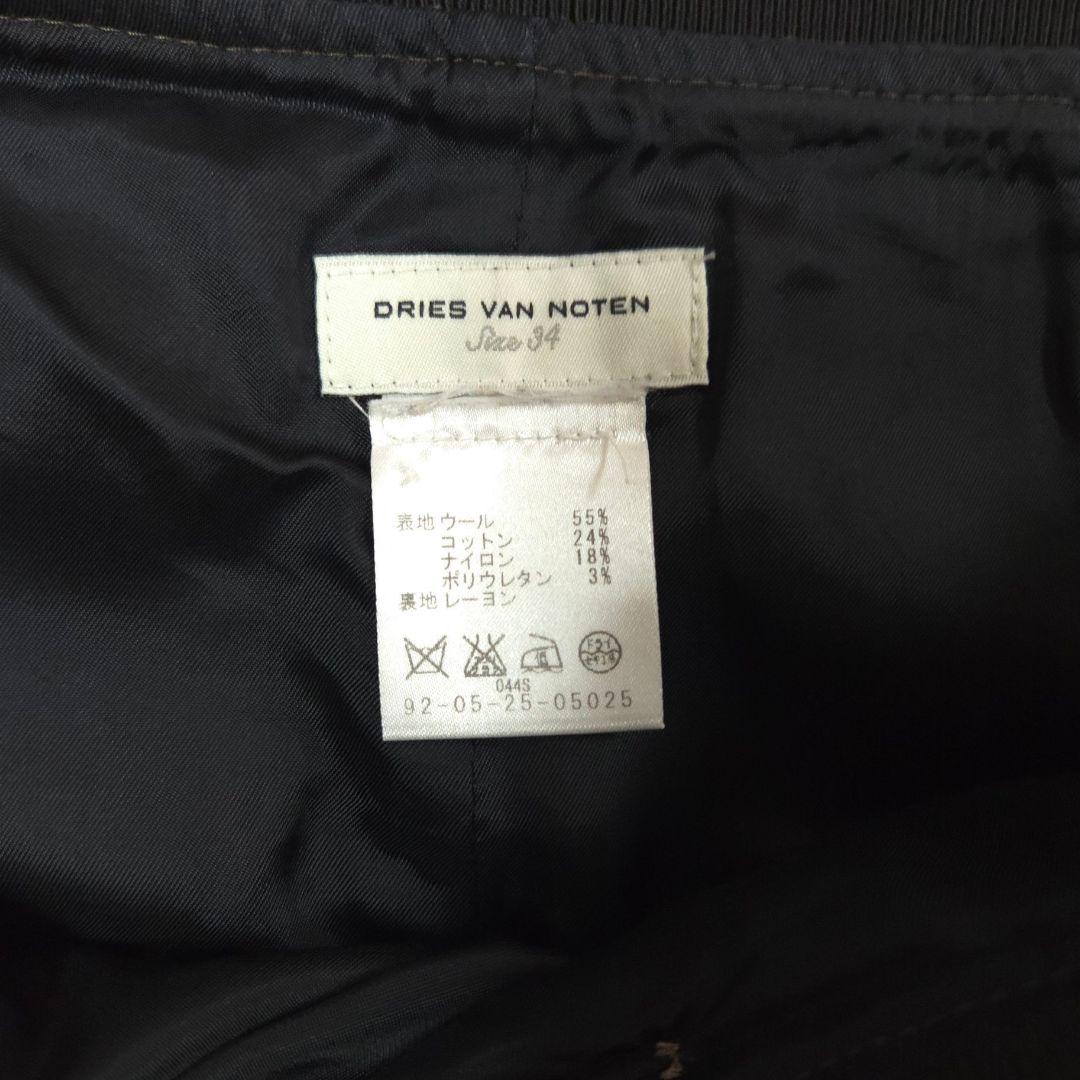 DRIES VAN NOTEN
Size 34
表地 ウール 55%
コットン 24%
ナイロン 18%
ポリウレタン 3%
裏地 レーヨン
044S
92-05-25-05025